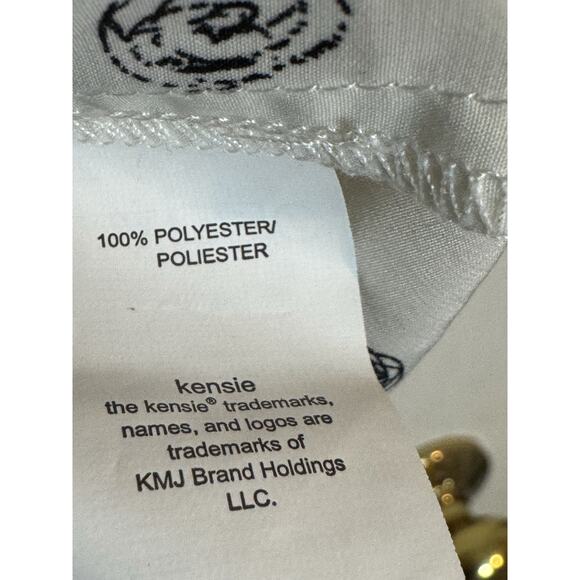 100% POLYESTER/
POLIESTER
kensie
the kensie® trademarks,
names, and logos are
trademarks of
KMJ Brand Holdings
LLC.